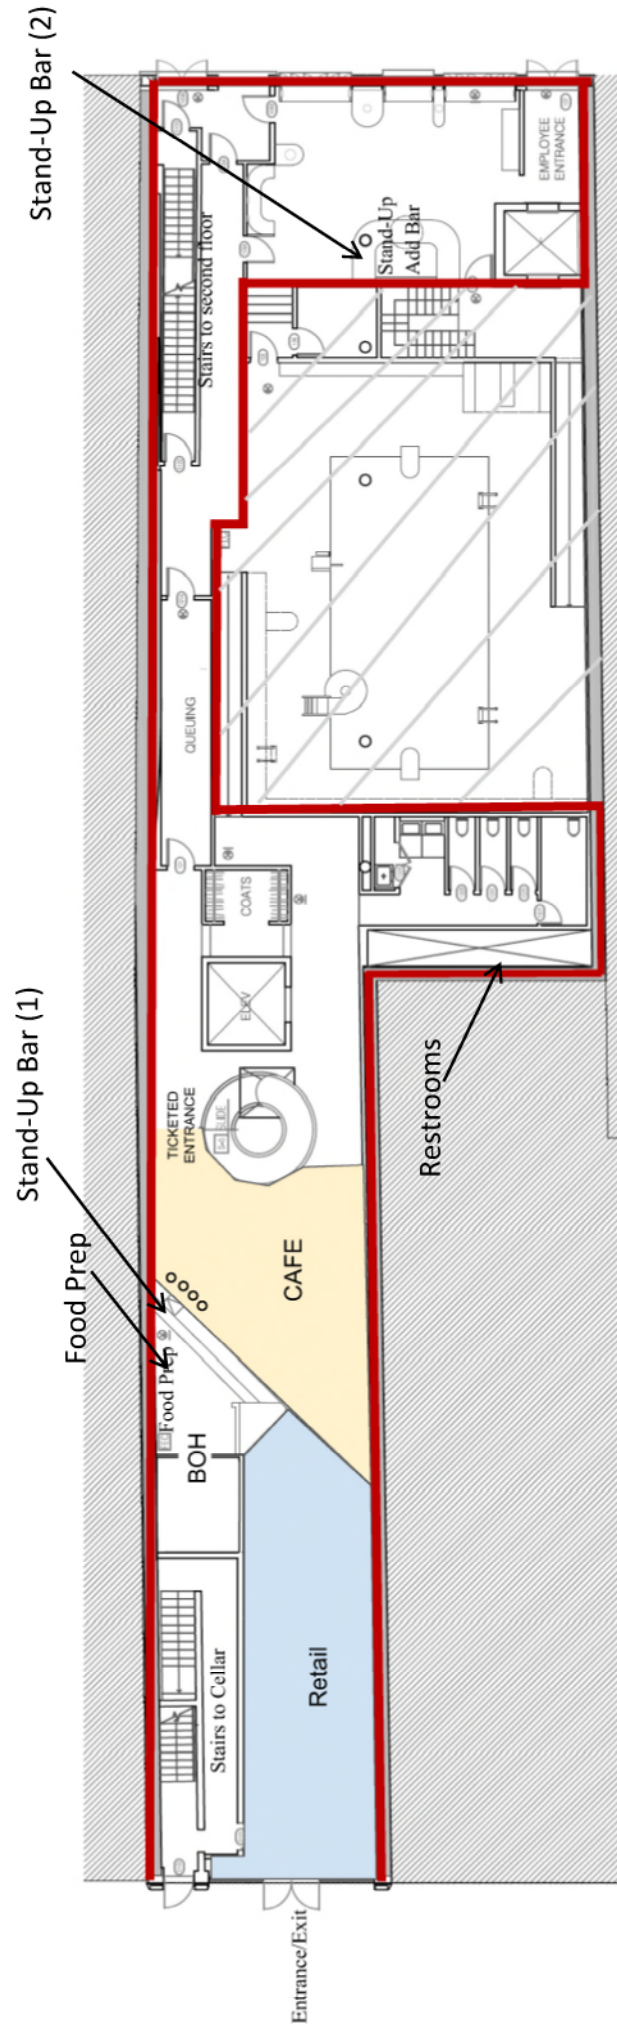 Stand-Up Bar (2)
Stairs to second floor
Stand-Up
Add Bar
EMPLOYEE
ENTRANCE
QUEUING
COATS
ELEV
SLIDE
TICKETED
ENTRANCE
Stand-Up Bar (1)
Food Prep
Restrooms
CAFE
Food Prep
BOH
Retail
Stairs to Cellar
Entrance/Exit